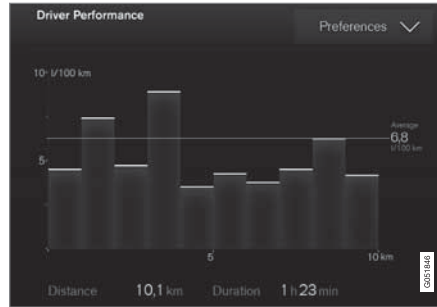 Driver Performance
Preferences
10 l/100 km
Average
6,8
l/100 km
5
5
10 km
Distance 10,1 km Duration 1 h 23 min
G051846